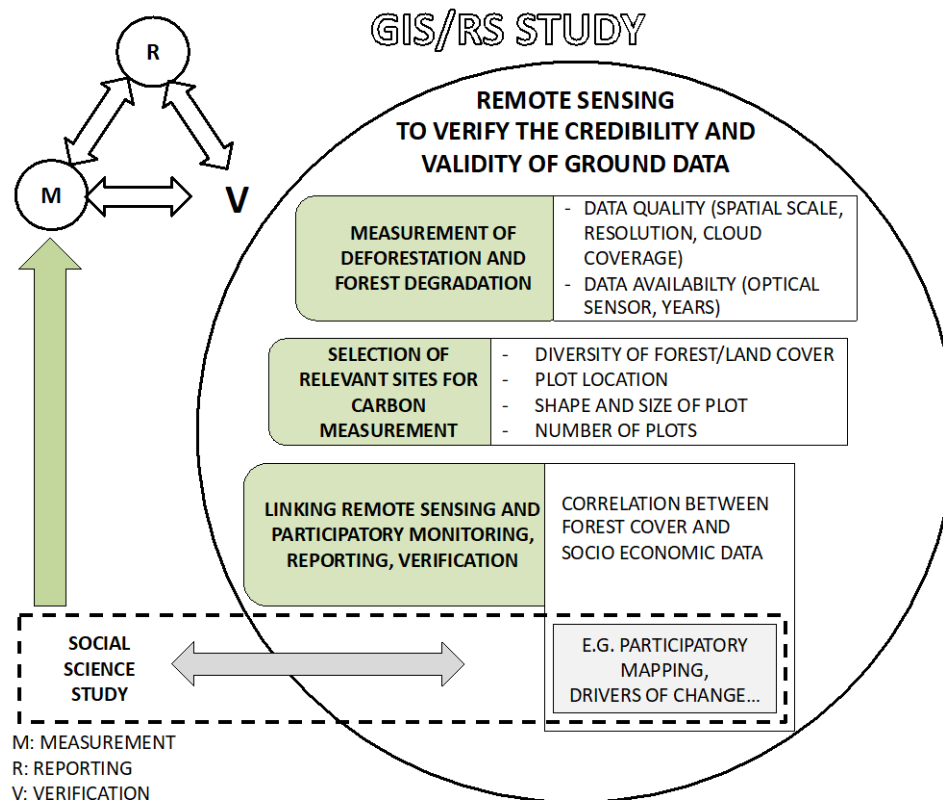 GIS/RS STUDY
R
M
V
REMOTE SENSING
TO VERIFY THE CREDIBILITY AND
VALIDITY OF GROUND DATA
MEASUREMENT OF
DEFORESTATION AND
FOREST DEGRADATION
- DATA QUALITY (SPATIAL SCALE,
RESOLUTION, CLOUD
COVERAGE)
- DATA AVAILABILTY (OPTICAL
SENSOR, YEARS)
SELECTION OF
RELEVANT SITES FOR
CARBON
MEASUREMENT
- DIVERSITY OF FOREST/LAND COVER
- PLOT LOCATION
- SHAPE AND SIZE OF PLOT
- NUMBER OF PLOTS
LINKING REMOTE SENSING AND
PARTICIPATORY MONITORING,
REPORTING, VERIFICATION
CORRELATION BETWEEN
FOREST COVER AND
SOCIO ECONOMIC DATA
SOCIAL
SCIENCE
STUDY
E.G. PARTICIPATORY
MAPPING,
DRIVERS OF CHANGE...
M: MEASUREMENT
R: REPORTING
V: VERIFICATION